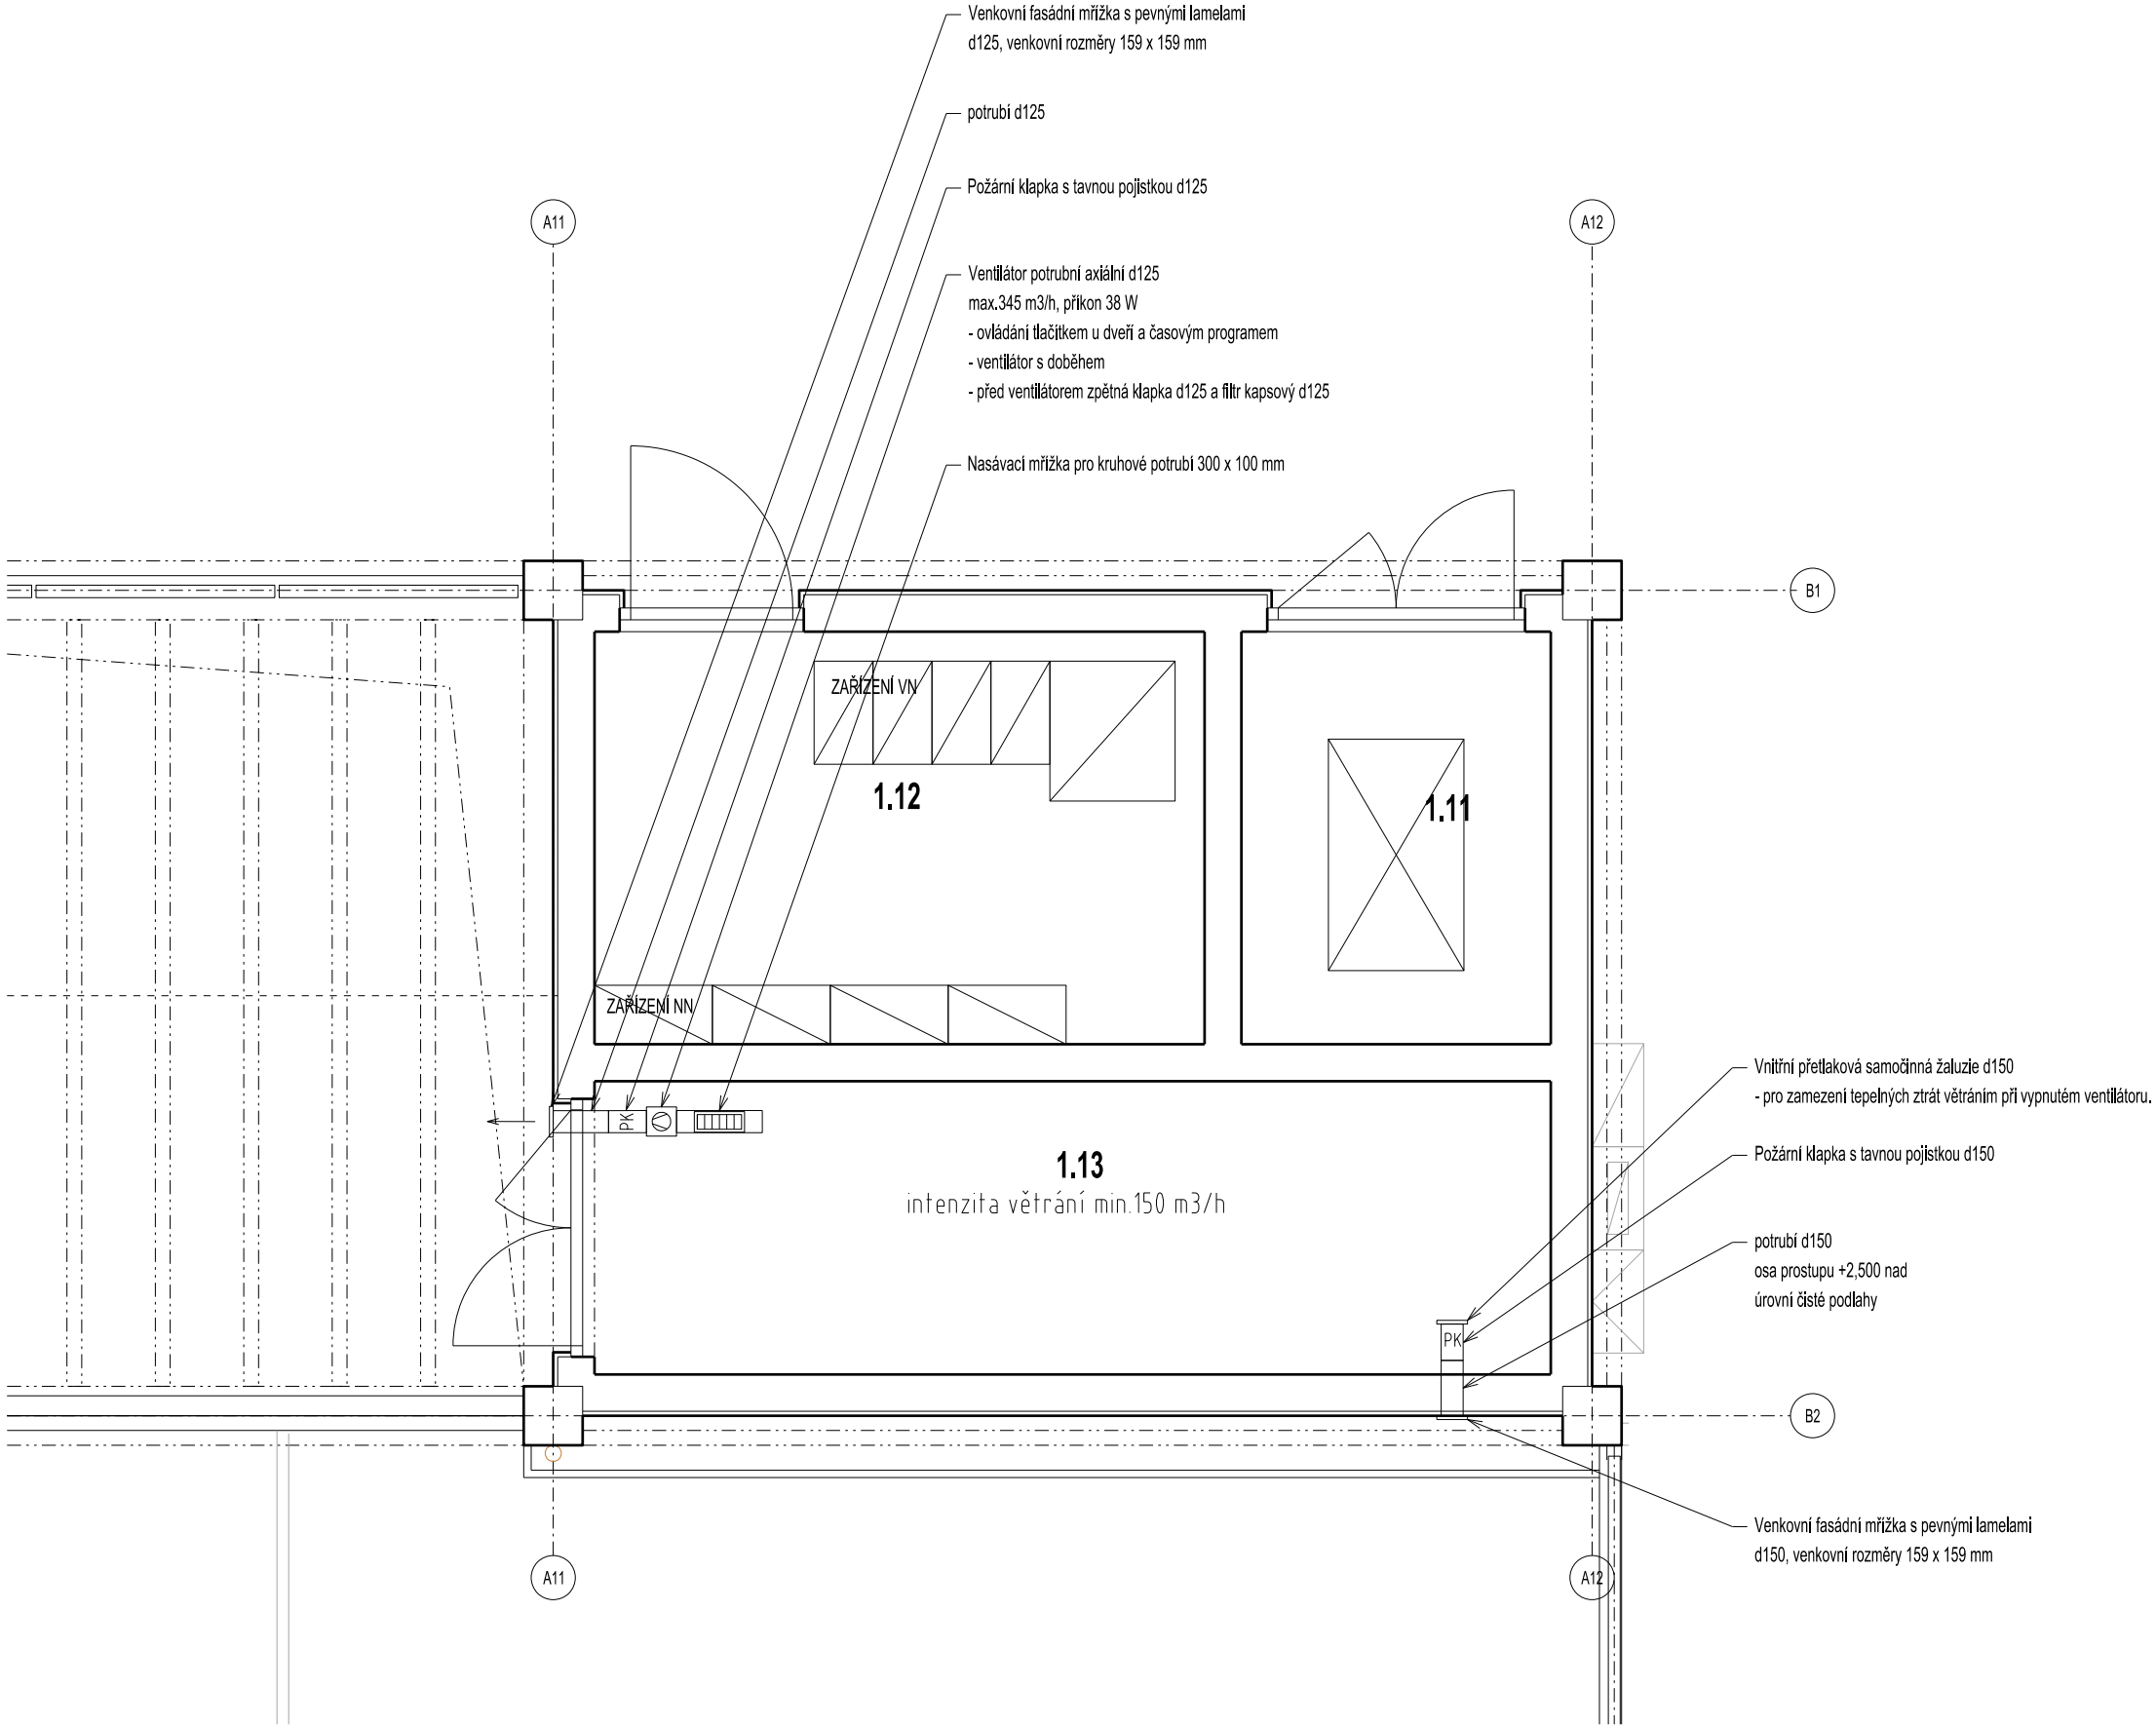 Venkovní fasádní mřížka s pevnými lamelami
d125, venkovní rozměry 159 x 159 mm
potrubí d125
Požární klapka s tavnou pojistkou d125
A11
A12
Ventilátor potrubní axiální d125
max.345 m3/h, příkon 38 W
- ovládání tlačítkem u dveří a časovým programem
- ventilátor s doběhem
- před ventilátorem zpětná klapka d125 a filtr kapsový d125
Nasávací mřížka pro kruhové potrubí 300 x 100 mm
B1
ZAŘÍZENÍ VN
1.12
1.11
ZAŘÍZENÍ NN
Vnitřní přetlaková samočinná žaluzie d150
- pro zamezení tepelných ztrát větráním při vypnutém ventilátoru.
PK
1.13
intenzita větrání min.150 m3/h
Požární klapka s tavnou pojistkou d150
potrubí d150
osa prostupu +2,500 nad
úrovní čisté podlahy
PK
B2
Venkovní fasádní mřížka s pevnými lamelami
d150, venkovní rozměry 159 x 159 mm
A11
A12